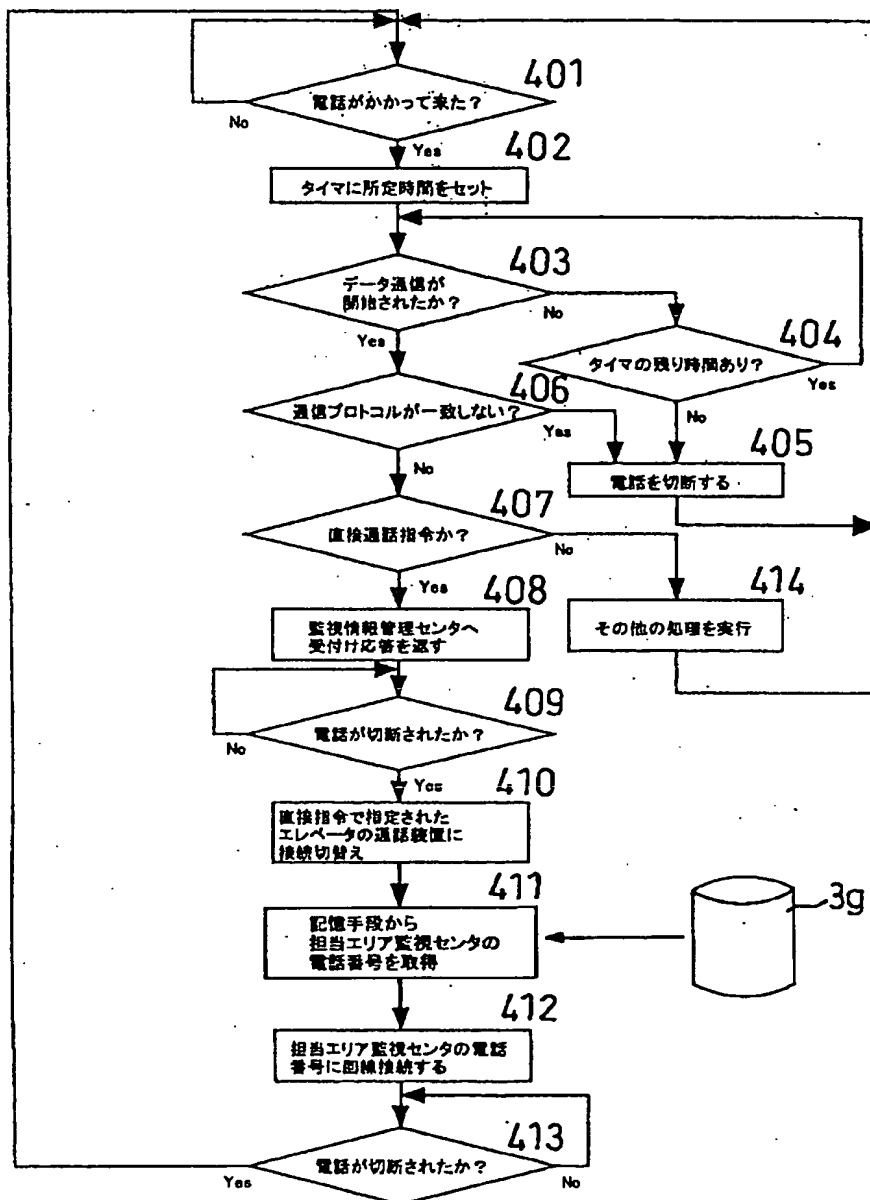 401
電話がかかって来た？
No
Yes
402
タイマに所定時間をセット
403
データ通信が
開始されたか？
No
Yes
404
タイマの残り時間あり？
Yes
No
406
通信プロトコルが一致しない？
Yes
No
405
電話を切断する
407
直接通話指令か？
No
Yes
408
監視情報管理センタへ
受付け応答を返す
414
その他の処理を実行
409
電話が切断されたか？
No
Yes
410
直接指令で指定された
エレベータの通話装置に
接続切替え
411
記憶手段から
担当エリア監視センタの
電話番号を取得
3g
412
担当エリア監視センタの電話
番号に回線接続する
413
電話が切断されたか？
Yes
No